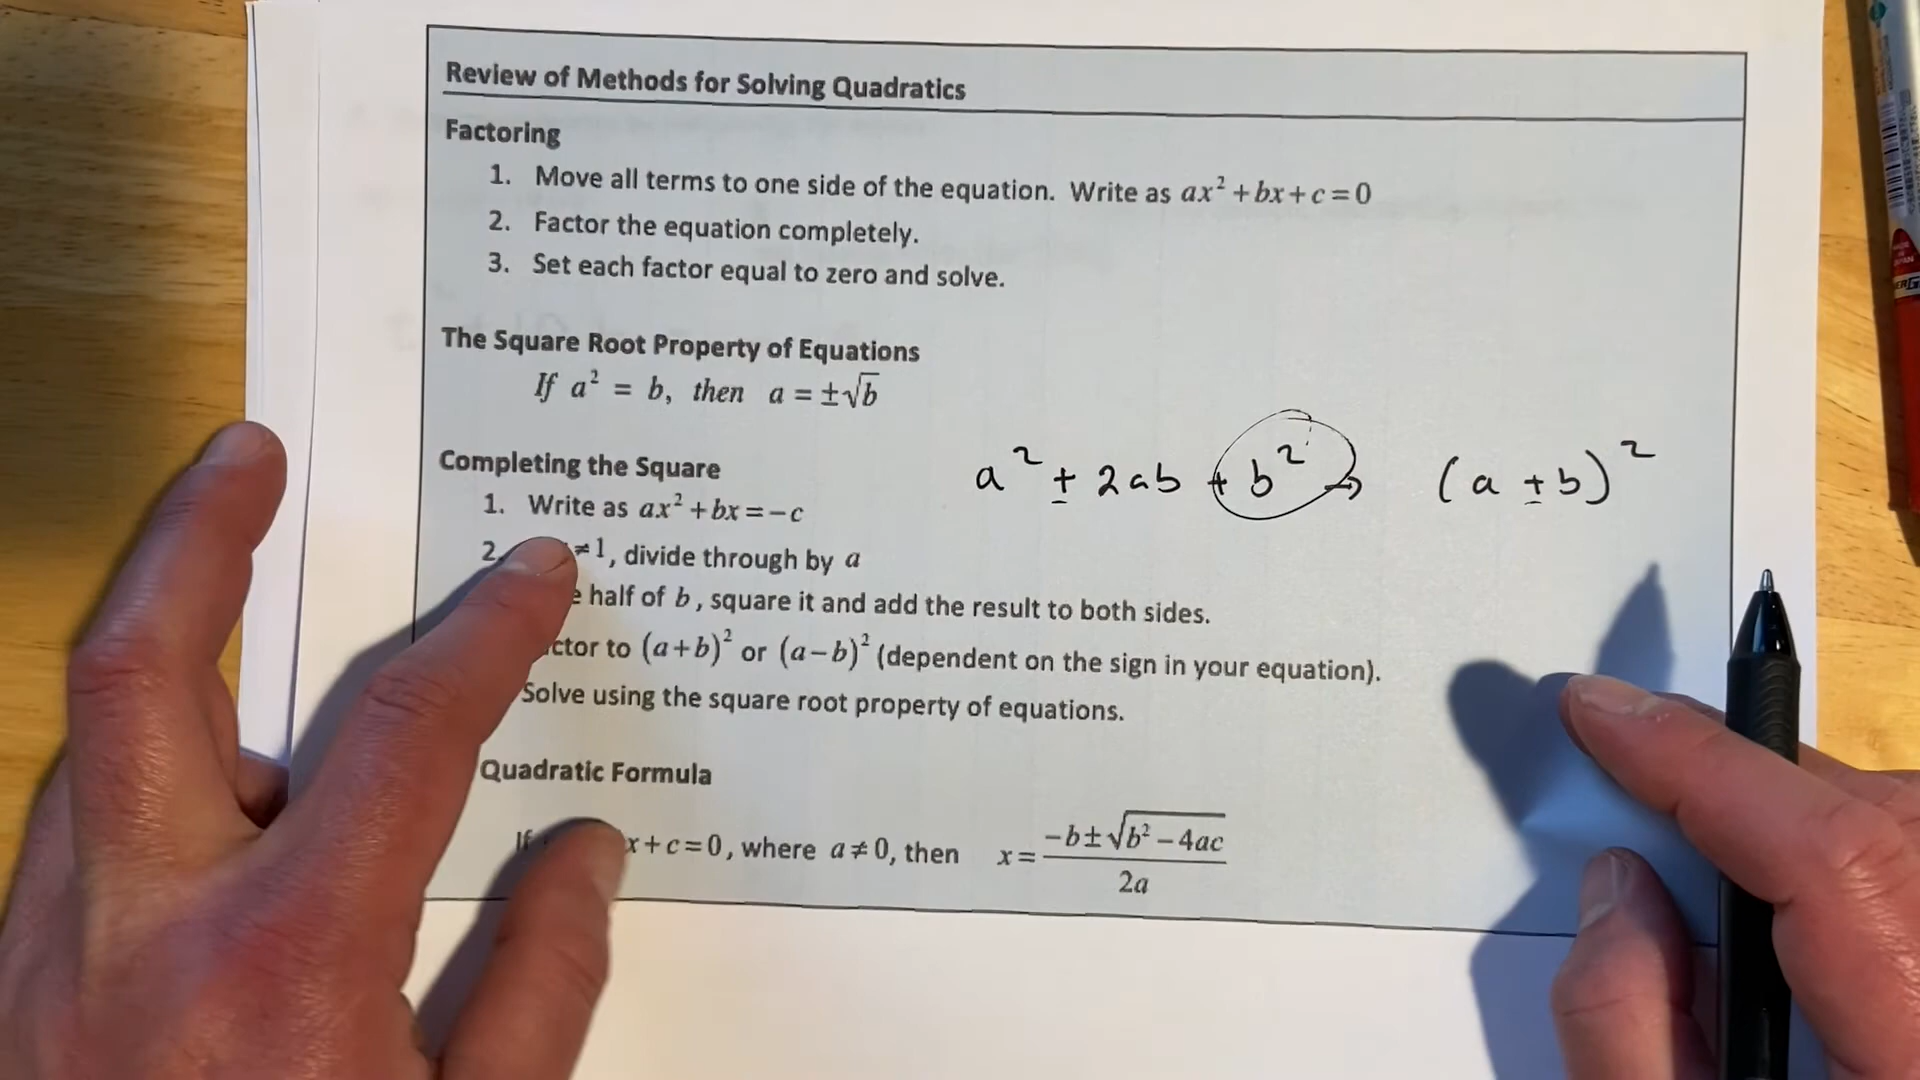 Review of Methods for Solving Quadratics
Factoring
1. Move all terms to one side of the equation. Write as ax² + bx + c = 0
2. Factor the equation completely.
3. Set each factor equal to zero and solve.
The Square Root Property of Equations
If a² = b, then a = ±√b
Completing the Square
a² ± 2ab + b² → (a ± b)²
1. Write as ax² + bx = −c
2. ≠ 1, divide through by a
half of b, square it and add the result to both sides.
to (a+b)² or (a−b)² (dependent on the sign in your equation).
Solve using the square root property of equations.
Quadratic Formula
If x + c = 0, where a ≠ 0, then x = (−b ± √(b² − 4ac)) / 2a